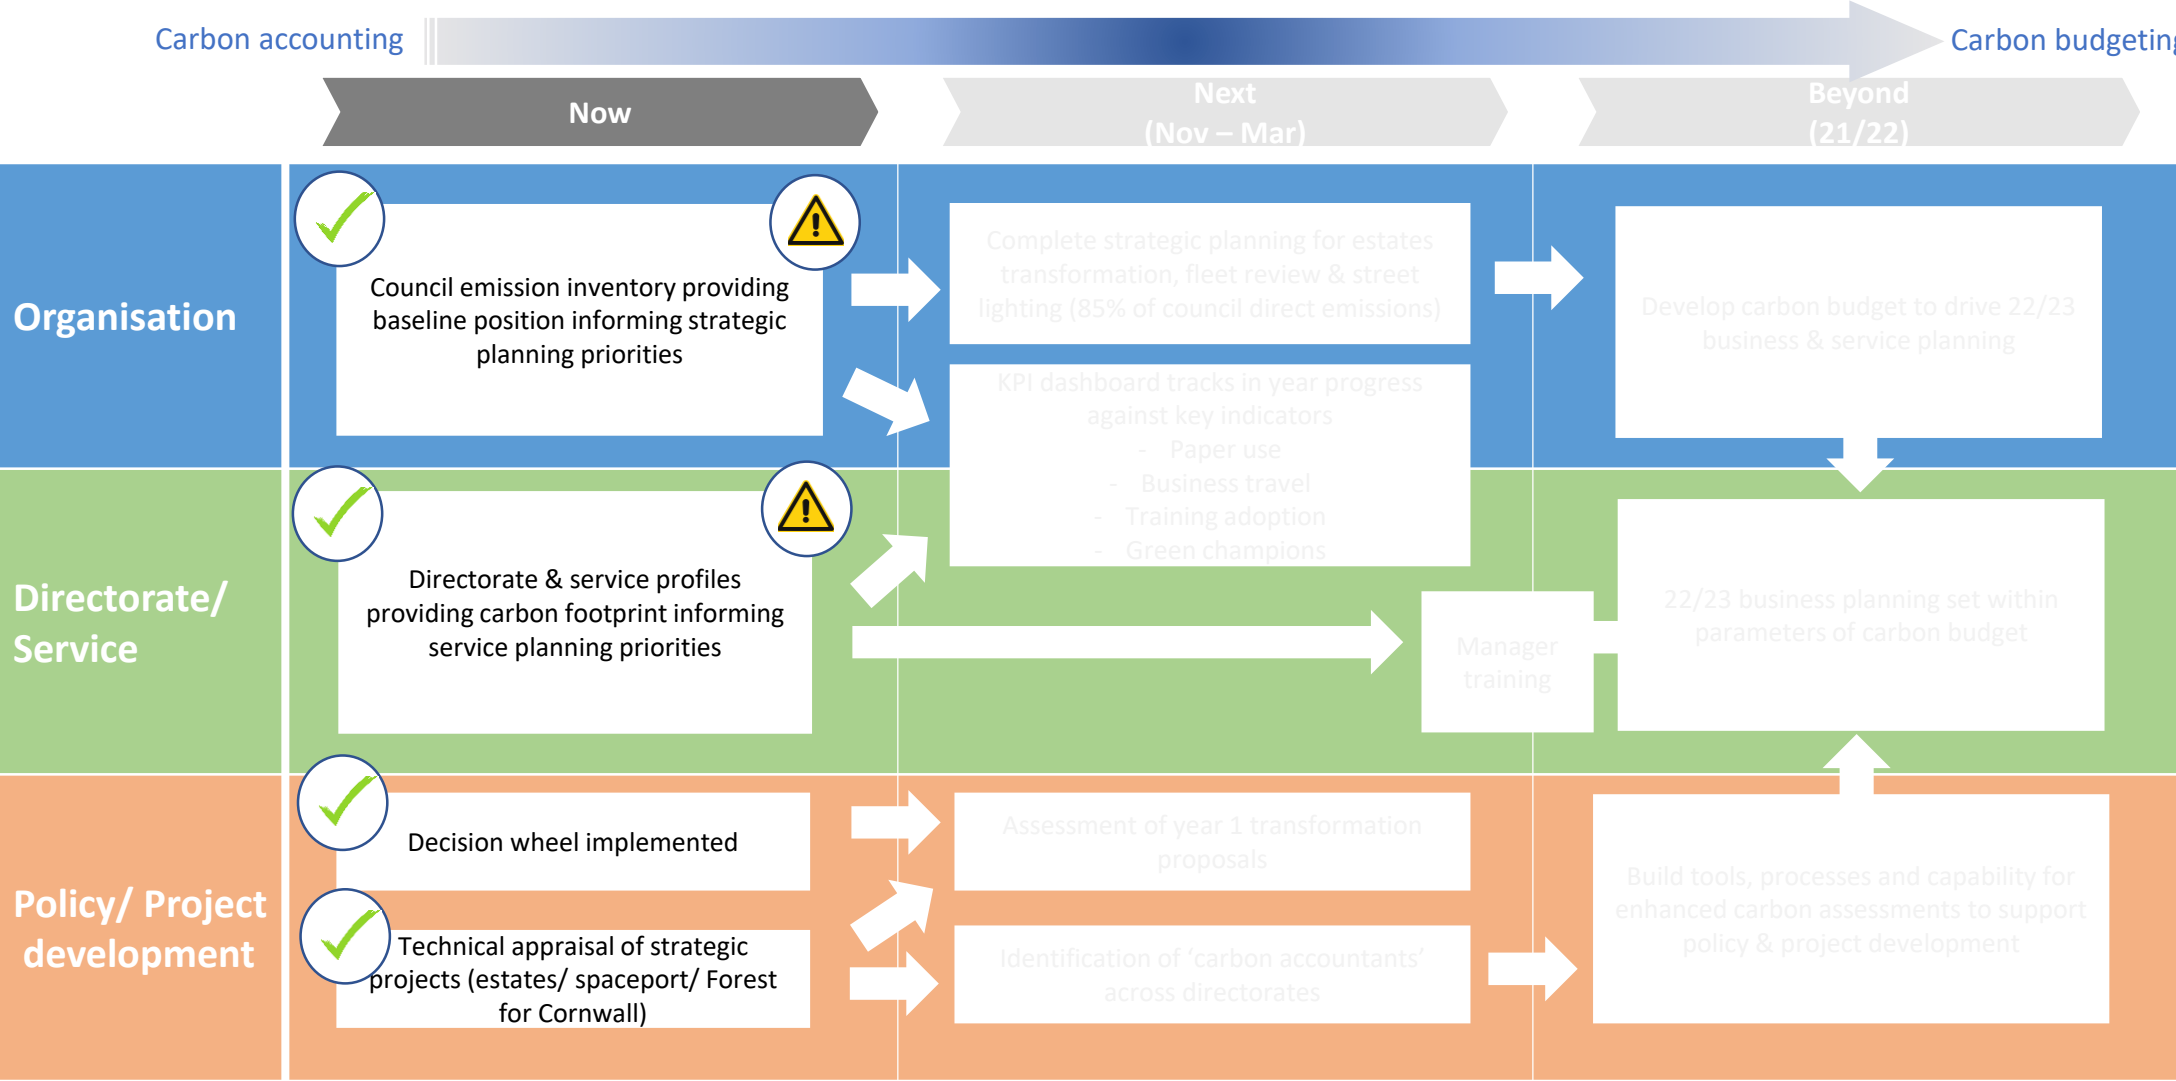 Carbon accounting
Carbon budgeting
Now
Next
(Nov – Mar)
Beyond
(21/22)
Organisation
Council emission inventory providing
baseline position informing strategic
planning priorities
Complete strategic planning for estates
transformation, fleet review & street
lighting (85% of council direct emissions)
KPI dashboard tracks in year progress
against key indicators
- Paper use
- Business travel
- Training adoption
- Green champions
Develop carbon budget to drive 22/23
business & service planning
Directorate/
Service
Directorate & service profiles
providing carbon footprint informing
service planning priorities
Manager
training
22/23 business planning set within
parameters of carbon budget
Policy/ Project
development
Decision wheel implemented
Technical appraisal of strategic
projects (estates/ spaceport/ Forest
for Cornwall)
Assessment of year 1 transformation
proposals
Identification of ‘carbon accountants’
across directorates
Build tools, processes and capability for
enhanced carbon assessments to support
policy & project development